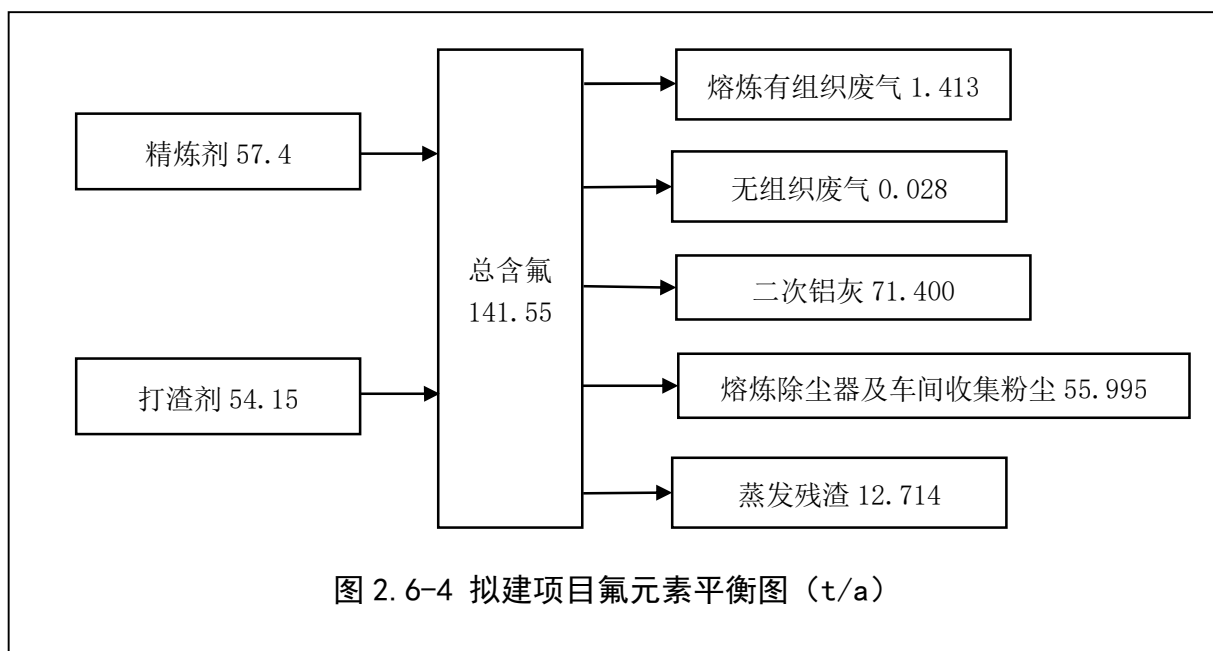 熔炼有组织废气 1.413
精炼剂 57.4
无组织废气 0.028
总含氟
141.55
二次铝灰 71.400
打渣剂 54.15
熔炼除尘器及车间收集粉尘 55.995
蒸发残渣 12.714
图 2.6-4 拟建项目氟元素平衡图（t/a）